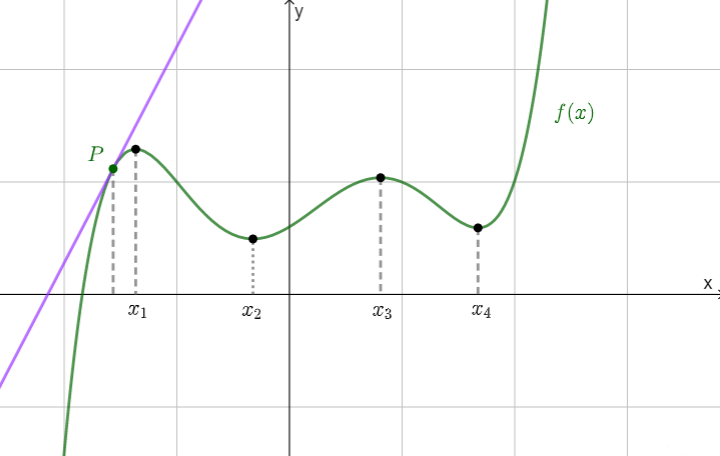 y
f(x)
P
x
x₁
x₂
x₃
x₄